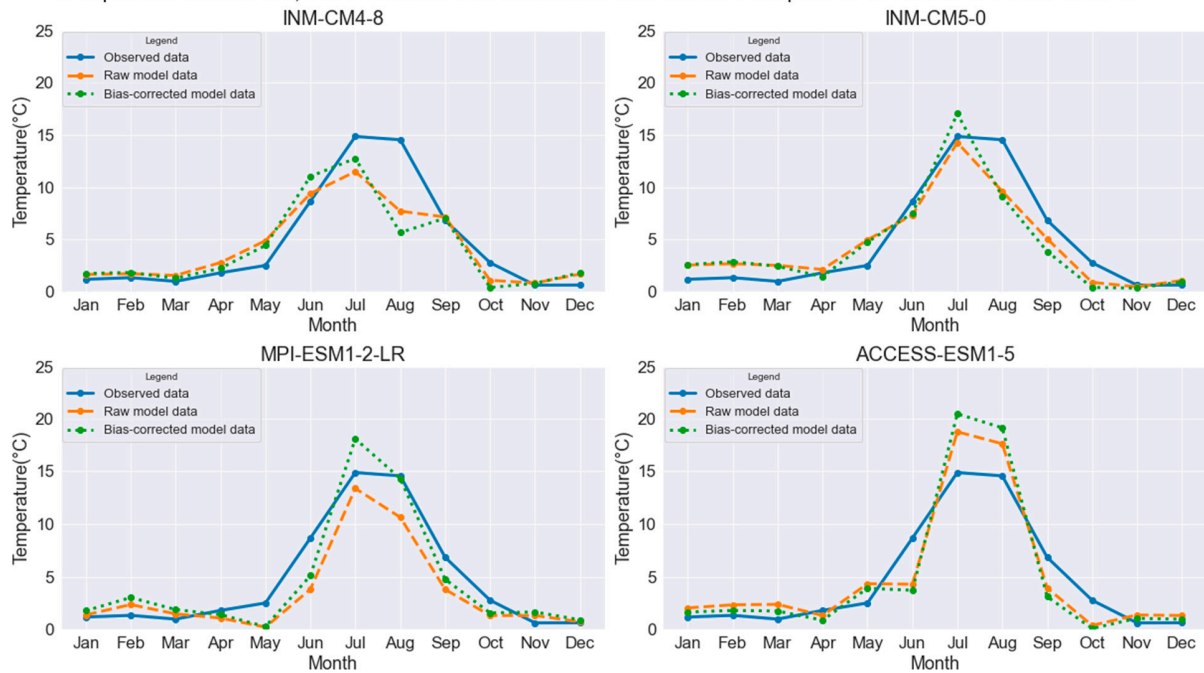 INM-CM4-8
INM-CM5-0
25
20
15
10
5
0
Temperature(°C)
Legend
Observed data
Raw model data
Bias-corrected model data
Jan Feb Mar Apr May Jun Jul Aug Sep Oct Nov Dec
Month
25
20
15
10
5
0
Temperature(°C)
Legend
Observed data
Raw model data
Bias-corrected model data
Jan Feb Mar Apr May Jun Jul Aug Sep Oct Nov Dec
Month
MPI-ESM1-2-LR
ACCESS-ESM1-5
25
20
15
10
5
0
Temperature(°C)
Legend
Observed data
Raw model data
Bias-corrected model data
Jan Feb Mar Apr May Jun Jul Aug Sep Oct Nov Dec
Month
25
20
15
10
5
0
Temperature(°C)
Legend
Observed data
Raw model data
Bias-corrected model data
Jan Feb Mar Apr May Jun Jul Aug Sep Oct Nov Dec
Month